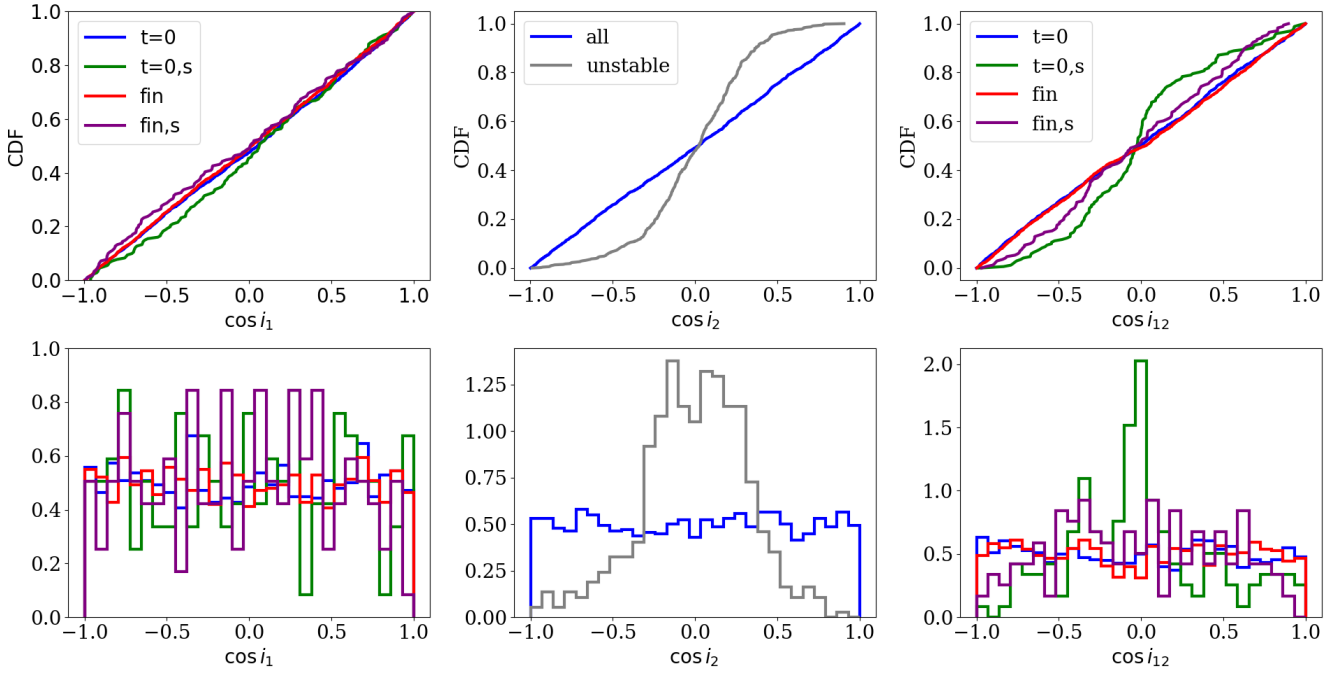 CDF
1.0
0.8
0.6
0.4
0.2
0.0
t=0
t=0,s
fin
fin,s
−1.0 −0.5 0.0 0.5 1.0
cos i₁
CDF
1.0
0.8
0.6
0.4
0.2
0.0
all
unstable
−1.0 −0.5 0.0 0.5 1.0
cos i₂
CDF
1.0
0.8
0.6
0.4
0.2
0.0
t=0
t=0,s
fin
fin,s
−1.0 −0.5 0.0 0.5 1.0
cos i₁₂
1.0
0.8
0.6
0.4
0.2
0.0
−1.0 −0.5 0.0 0.5 1.0
cos i₁
1.25
1.00
0.75
0.50
0.25
0.00
−1.0 −0.5 0.0 0.5 1.0
cos i₂
2.0
1.5
1.0
0.5
0.0
−1.0 −0.5 0.0 0.5 1.0
cos i₁₂